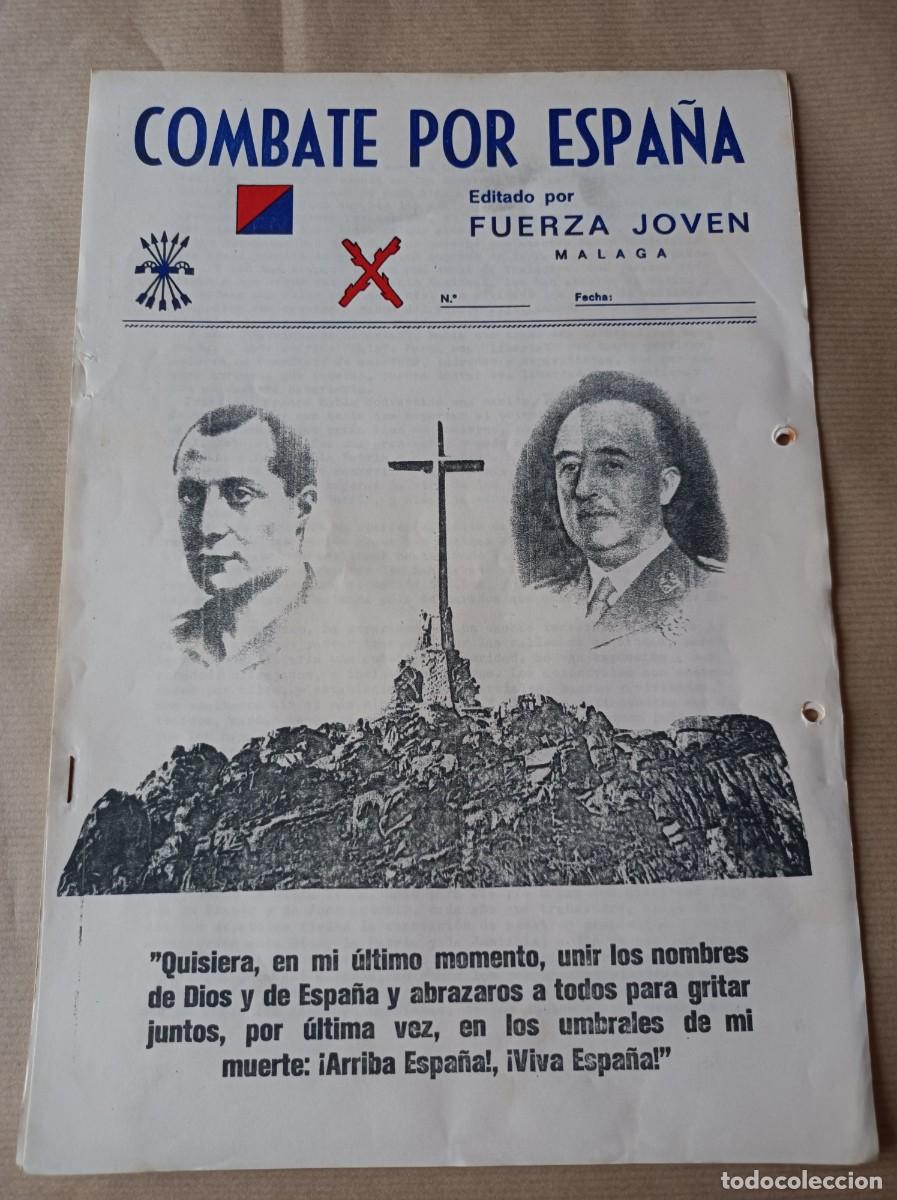 COMBATE POR ESPAÑA
Editado por
FUERZA JOVEN
MALAGA
N.º
Fecha:
"Quisiera, en mi último momento, unir los nombres
de Dios y de España y abrazaros a todos para gritar
juntos, por última vez, en los umbrales de mi
muerte: ¡Arriba España!, ¡Viva España!"
todocoleccion